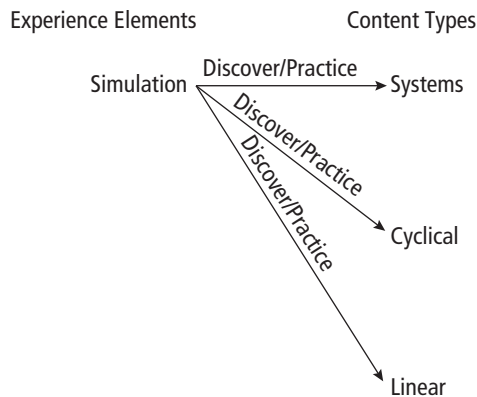 Experience Elements
Content Types
Simulation
Discover/Practice
Systems
Discover/Practice
Cyclical
Discover/Practice
Linear